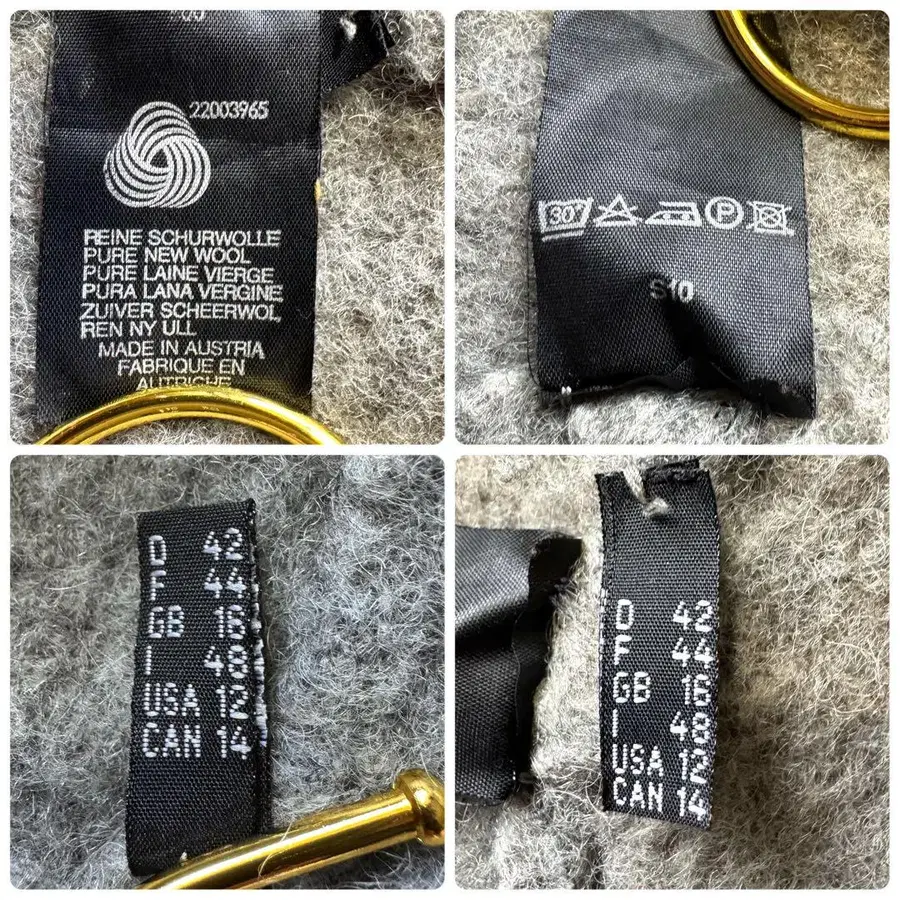 22003965
REINE SCHURWOLLE
PURE NEW WOOL
PURE LAINE VIERGE
PURA LANA VERGINE
ZUIVER SCHEERWOL
REN NY ULL
MADE IN AUSTRIA
FABRIQUE EN
AUTRICHE
30°
P
S10
D 42
F 44
GB 16
I 48
USA 12
CAN 14
D 42
F 44
GB 16
I 48
USA 12
CAN 14